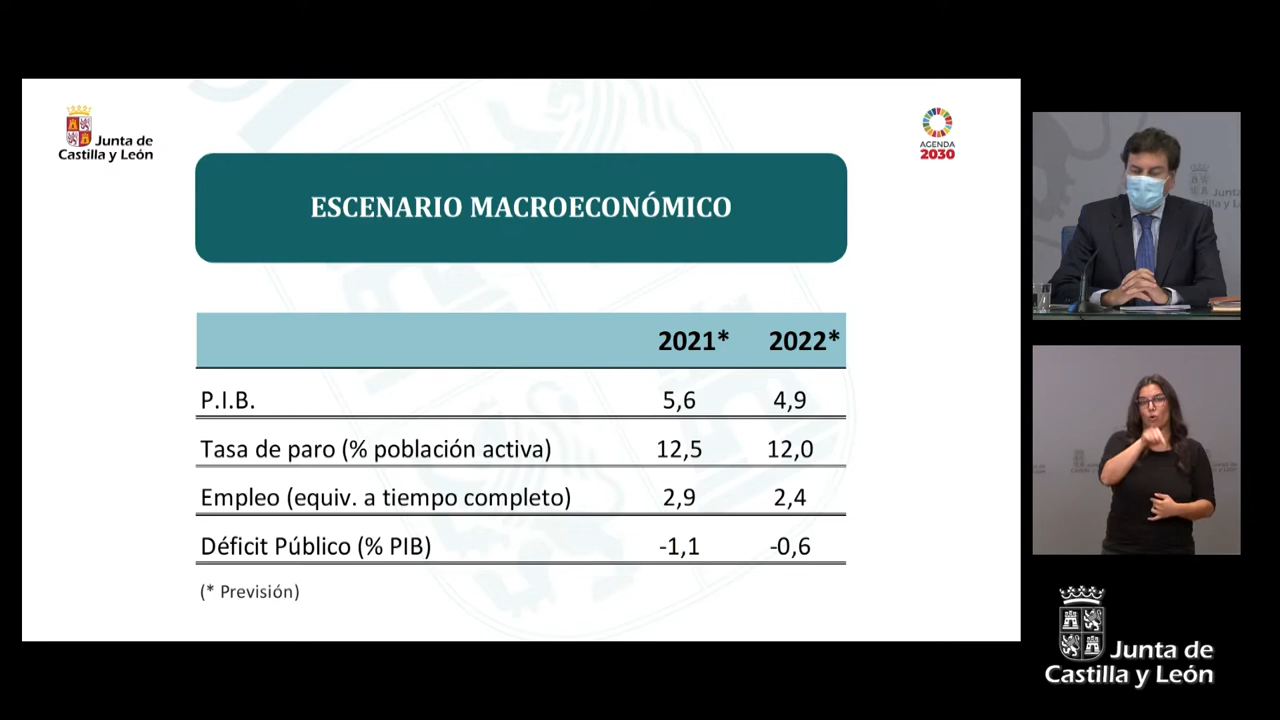 Junta de
Castilla y León
AGENDA
2030
ESCENARIO MACROECONÓMICO
2021* 2022*
P.I.B. 5,6 4,9
Tasa de paro (% población activa) 12,5 12,0
Empleo (equiv. a tiempo completo) 2,9 2,4
Déficit Público (% PIB) -1,1 -0,6
(* Previsión)
Junta de
Castilla y León